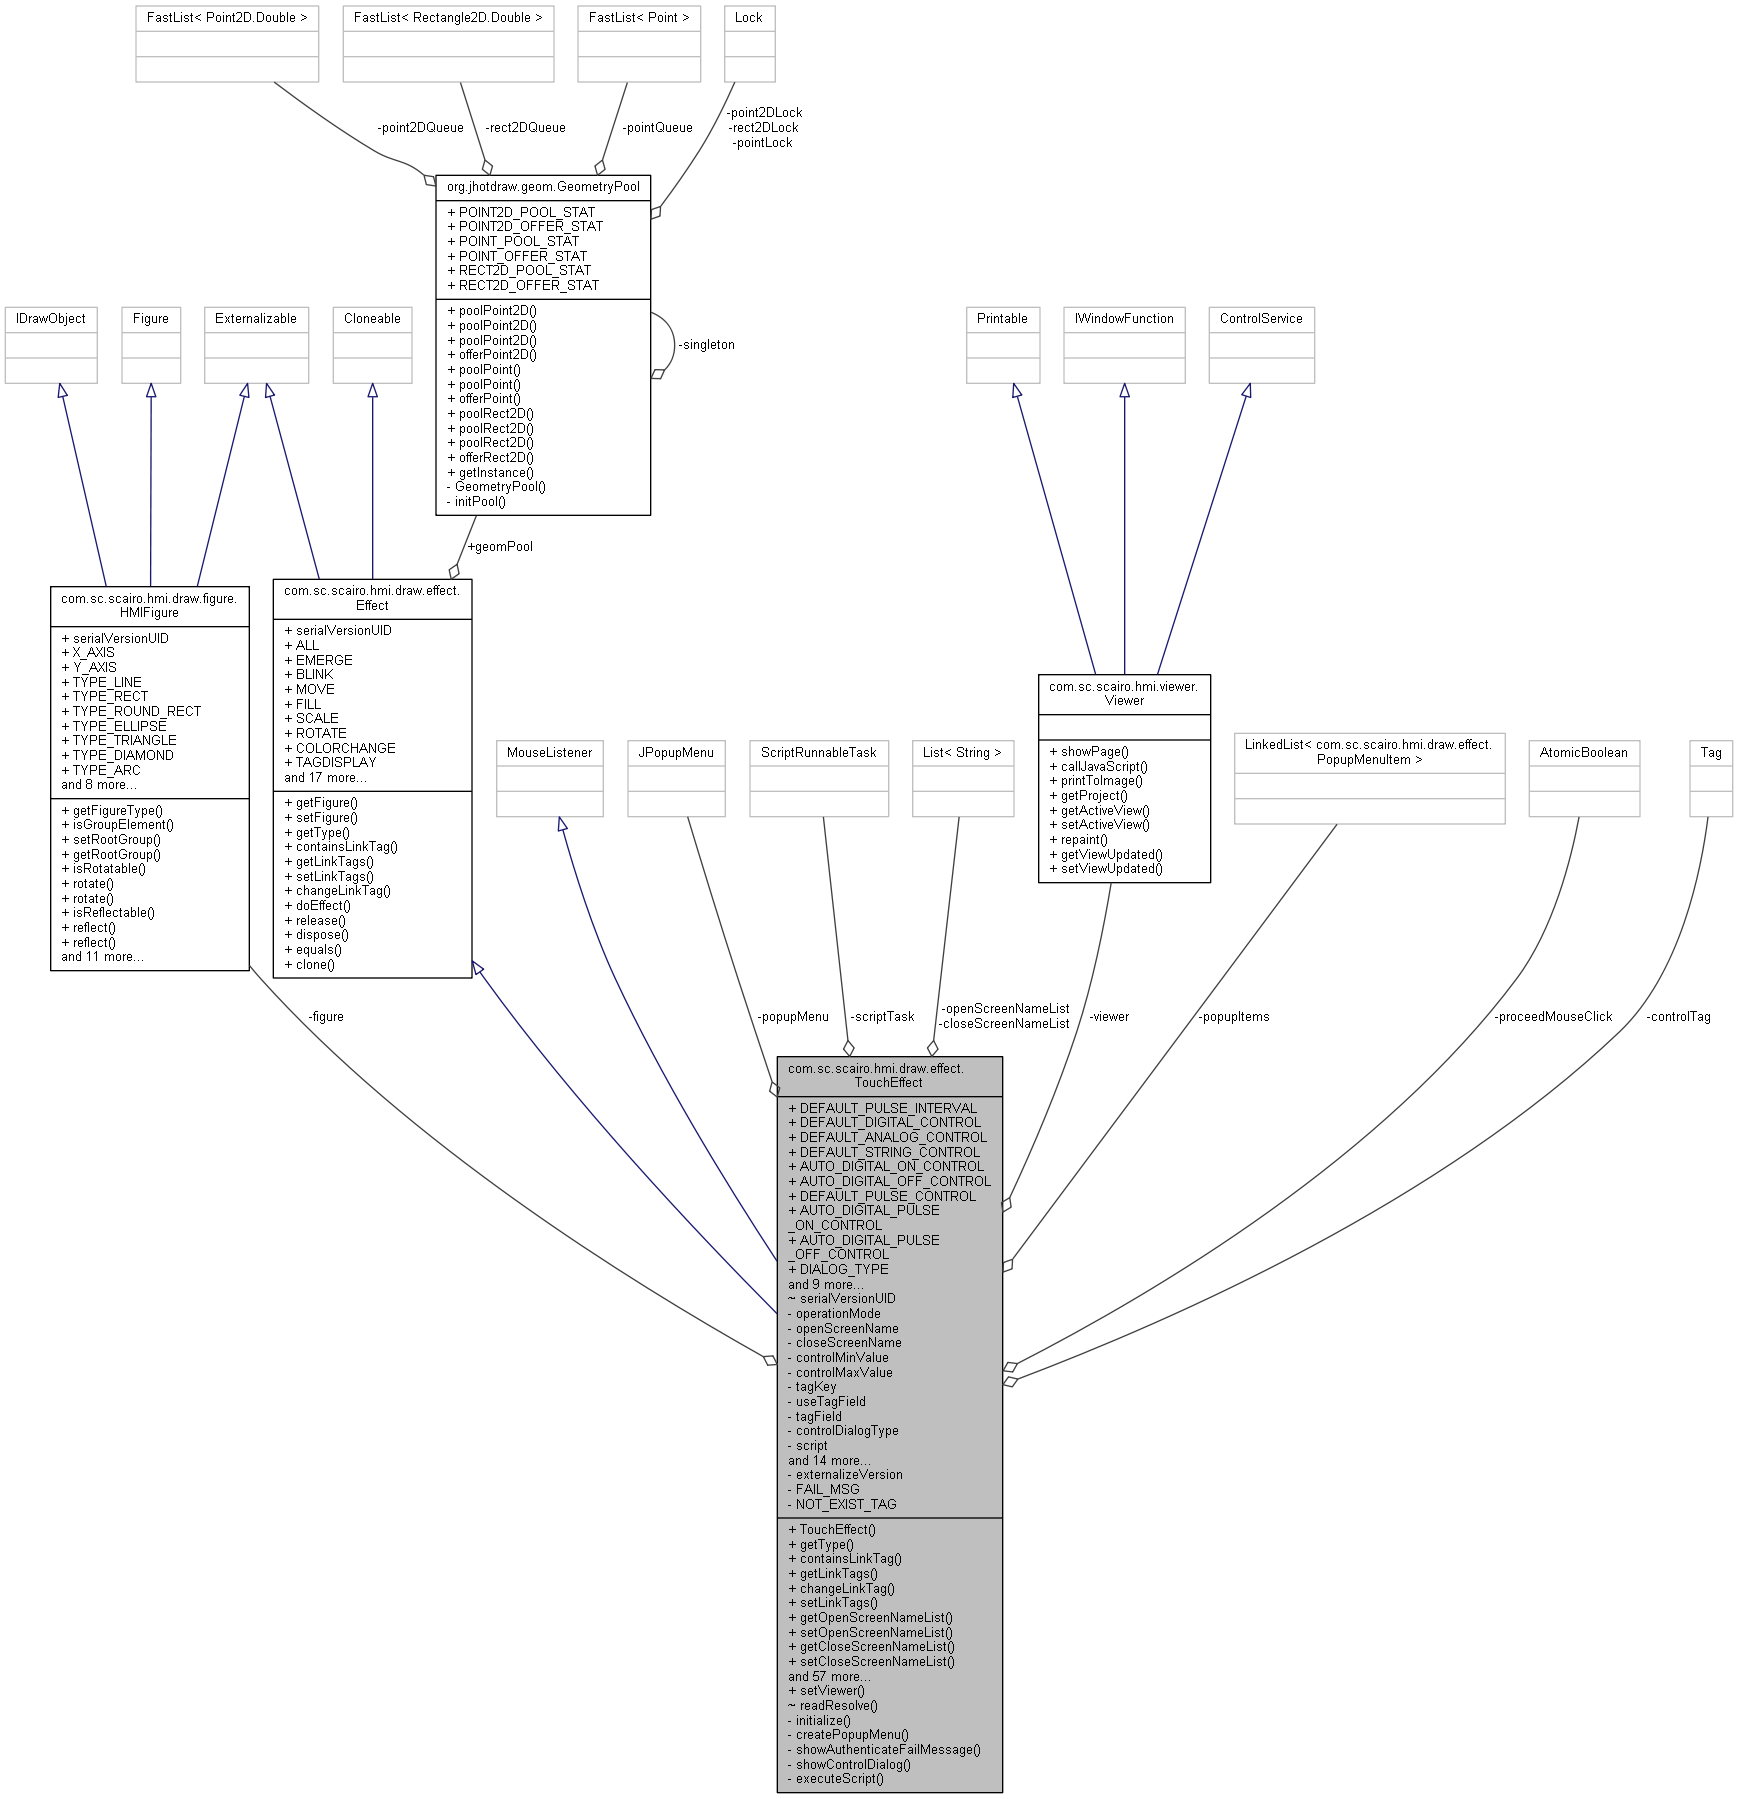 FastList< Point2D.Double >
FastList< Rectangle2D.Double >
FastList< Point >
Lock
-point2DQueue
-rect2DQueue
-pointQueue
-point2DLock
-rect2DLock
-pointLock
org.jhotdraw.geom.GeometryPool
+ POINT2D_POOL_STAT
+ POINT2D_OFFER_STAT
+ POINT_POOL_STAT
+ POINT_OFFER_STAT
+ RECT2D_POOL_STAT
+ RECT2D_OFFER_STAT
+ poolPoint2D()
+ poolPoint2D()
+ poolPoint2D()
+ offerPoint2D()
+ poolPoint()
+ poolPoint()
+ offerPoint()
+ poolRect2D()
+ poolRect2D()
+ poolRect2D()
+ offerRect2D()
+ getInstance()
- GeometryPool()
- initPool()
-singleton
IDrawObject
Figure
Externalizable
Cloneable
Printable
IWindowFunction
ControlService
+geomPool
com.sc.scairo.hmi.draw.figure.
HMIFigure
+ serialVersionUID
+ X_AXIS
+ Y_AXIS
+ TYPE_LINE
+ TYPE_RECT
+ TYPE_ROUND_RECT
+ TYPE_ELLIPSE
+ TYPE_TRIANGLE
+ TYPE_DIAMOND
+ TYPE_ARC
and 8 more...
+ getFigureType()
+ isGroupElement()
+ setRootGroup()
+ getRootGroup()
+ isRotatable()
+ rotate()
+ rotate()
+ isReflectable()
+ reflect()
+ reflect()
and 11 more...
com.sc.scairo.hmi.draw.effect.
Effect
+ serialVersionUID
+ ALL
+ EMERGE
+ BLINK
+ MOVE
+ FILL
+ SCALE
+ ROTATE
+ COLORCHANGE
+ TAGDISPLAY
and 17 more...
+ getFigure()
+ setFigure()
+ getType()
+ containsLinkTag()
+ getLinkTags()
+ setLinkTags()
+ changeLinkTag()
+ doEffect()
+ release()
+ dispose()
+ equals()
+ clone()
MouseListener
JPopupMenu
ScriptRunnableTask
List< String >
com.sc.scairo.hmi.viewer.
Viewer
+ showPage()
+ callJavaScript()
+ printToImage()
+ getProject()
+ getActiveView()
+ setActiveView()
+ repaint()
+ getViewUpdated()
+ setViewUpdated()
LinkedList< com.sc.scairo.hmi.draw.effect.
PopupMenuItem >
AtomicBoolean
Tag
-figure
-popupMenu
-scriptTask
-openScreenNameList
-closeScreenNameList
-viewer
-popupItems
-proceedMouseClick
-controlTag
com.sc.scairo.hmi.draw.effect.
TouchEffect
+ DEFAULT_PULSE_INTERVAL
+ DEFAULT_DIGITAL_CONTROL
+ DEFAULT_ANALOG_CONTROL
+ DEFAULT_STRING_CONTROL
+ AUTO_DIGITAL_ON_CONTROL
+ AUTO_DIGITAL_OFF_CONTROL
+ DEFAULT_PULSE_CONTROL
+ AUTO_DIGITAL_PULSE
_ON_CONTROL
+ AUTO_DIGITAL_PULSE
_OFF_CONTROL
+ DIALOG_TYPE
and 9 more...
~ serialVersionUID
- operationMode
- openScreenName
- closeScreenName
- controlMinValue
- controlMaxValue
- tagKey
- useTagField
- tagField
- controlDialogType
- script
and 14 more...
- externalizeVersion
- FAIL_MSG
- NOT_EXIST_TAG
+ TouchEffect()
+ getType()
+ containsLinkTag()
+ getLinkTags()
+ changeLinkTag()
+ setLinkTags()
+ getOpenScreenNameList()
+ setOpenScreenNameList()
+ getCloseScreenNameList()
+ setCloseScreenNameList()
and 57 more...
+ setViewer()
~ readResolve()
- initialize()
- createPopupMenu()
- showAuthenticateFailMessage()
- showControlDialog()
- executeScript()